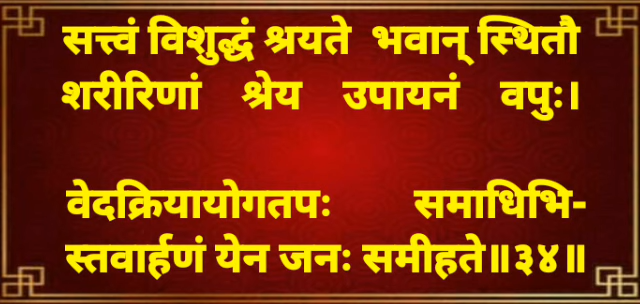 सत्त्वं विशुद्धं श्रयते भवान् स्थितौ
शरीरिणां श्रेय उपायनं वपुः।
वेदक्रियायोगतपः समाधिभि-
स्तवार्हणं येन जनः समीहते॥३४॥